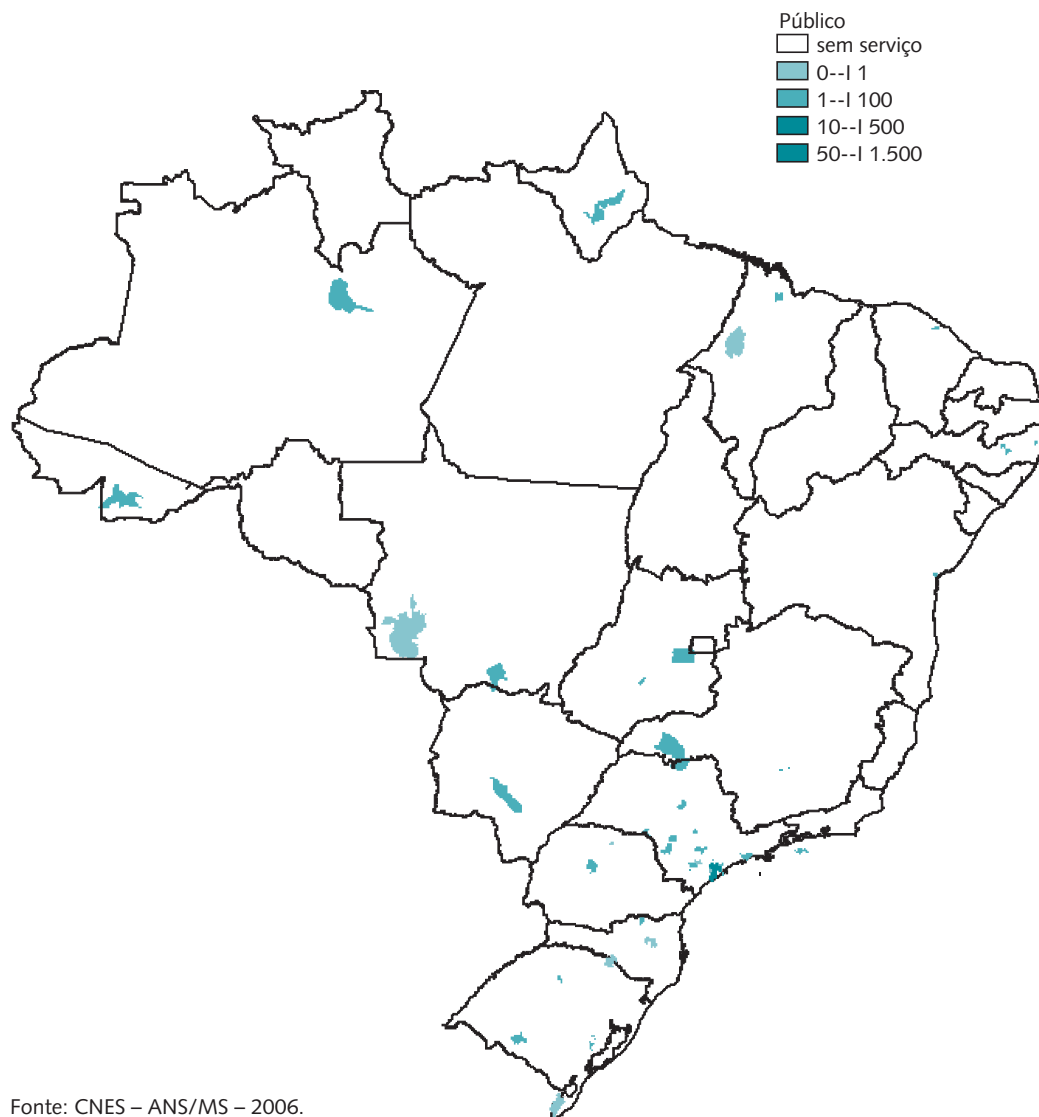 Público
sem serviço
0--I 1
1--I 100
10--I 500
50--I 1.500
Fonte: CNES – ANS/MS – 2006.